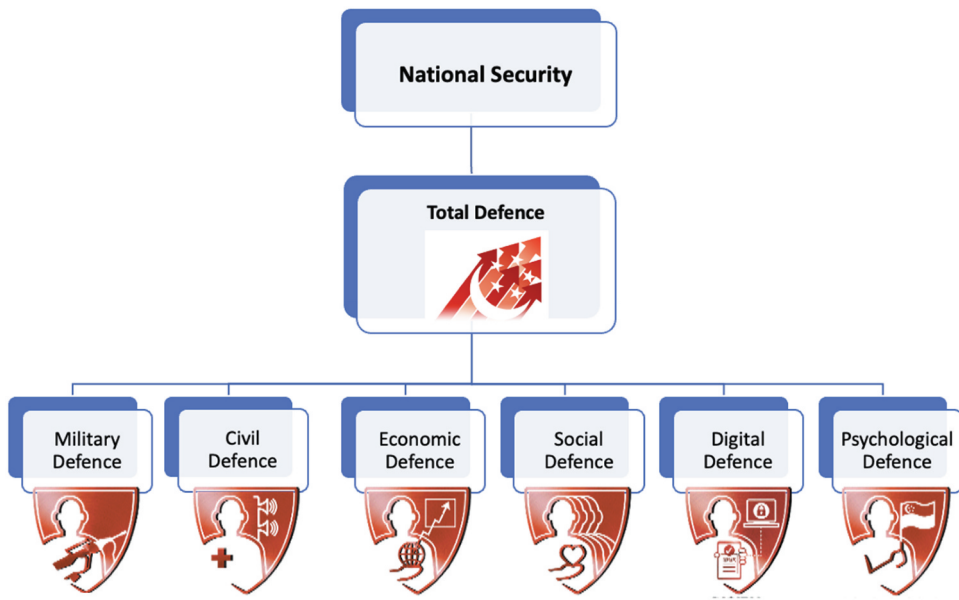 National Security
Total Defence
Military
Defence
Civil
Defence
Economic
Defence
Social
Defence
Digital
Defence
Psychological
Defence